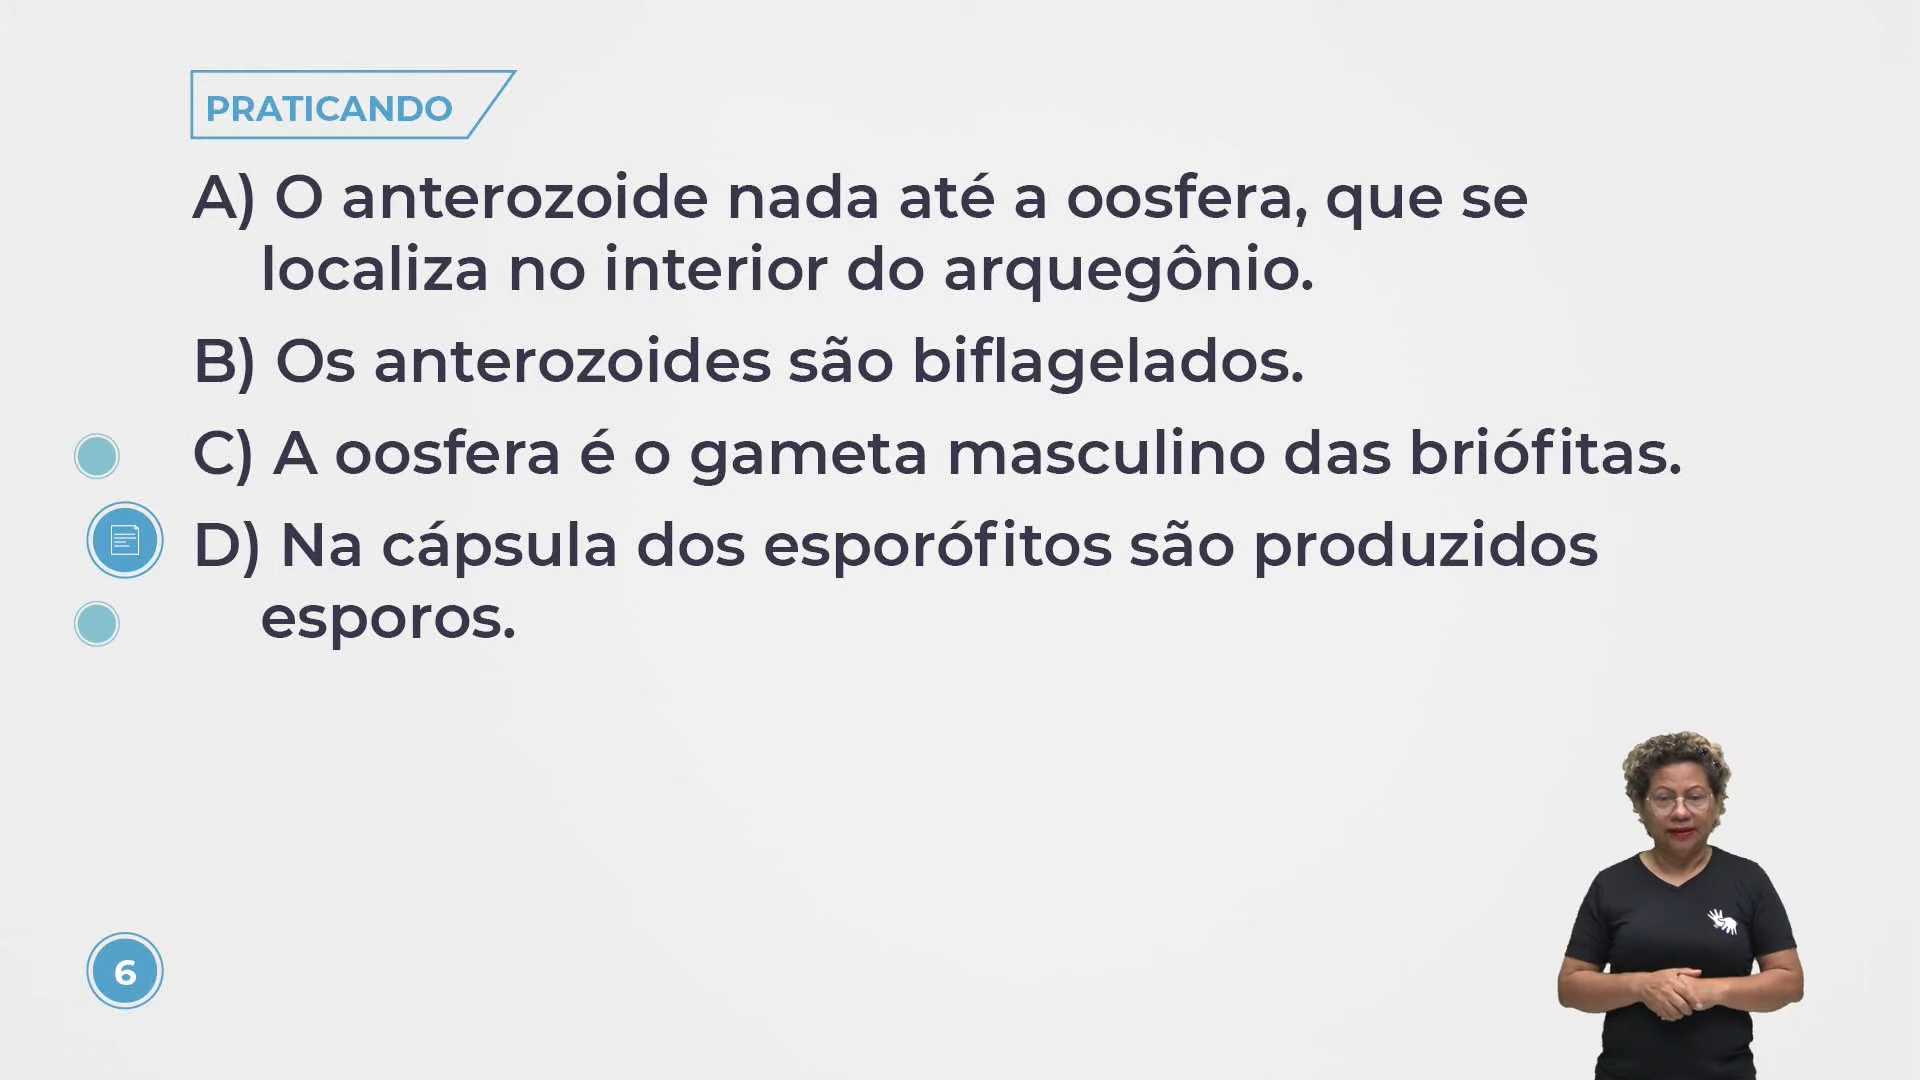 PRATICANDO
A) O anterozoide nada até a oosfera, que se
localiza no interior do arquegônio.
B) Os anterozoides são biflagelados.
C) A oosfera é o gameta masculino das briófitas.
D) Na cápsula dos esporófitos são produzidos
esporos.
6